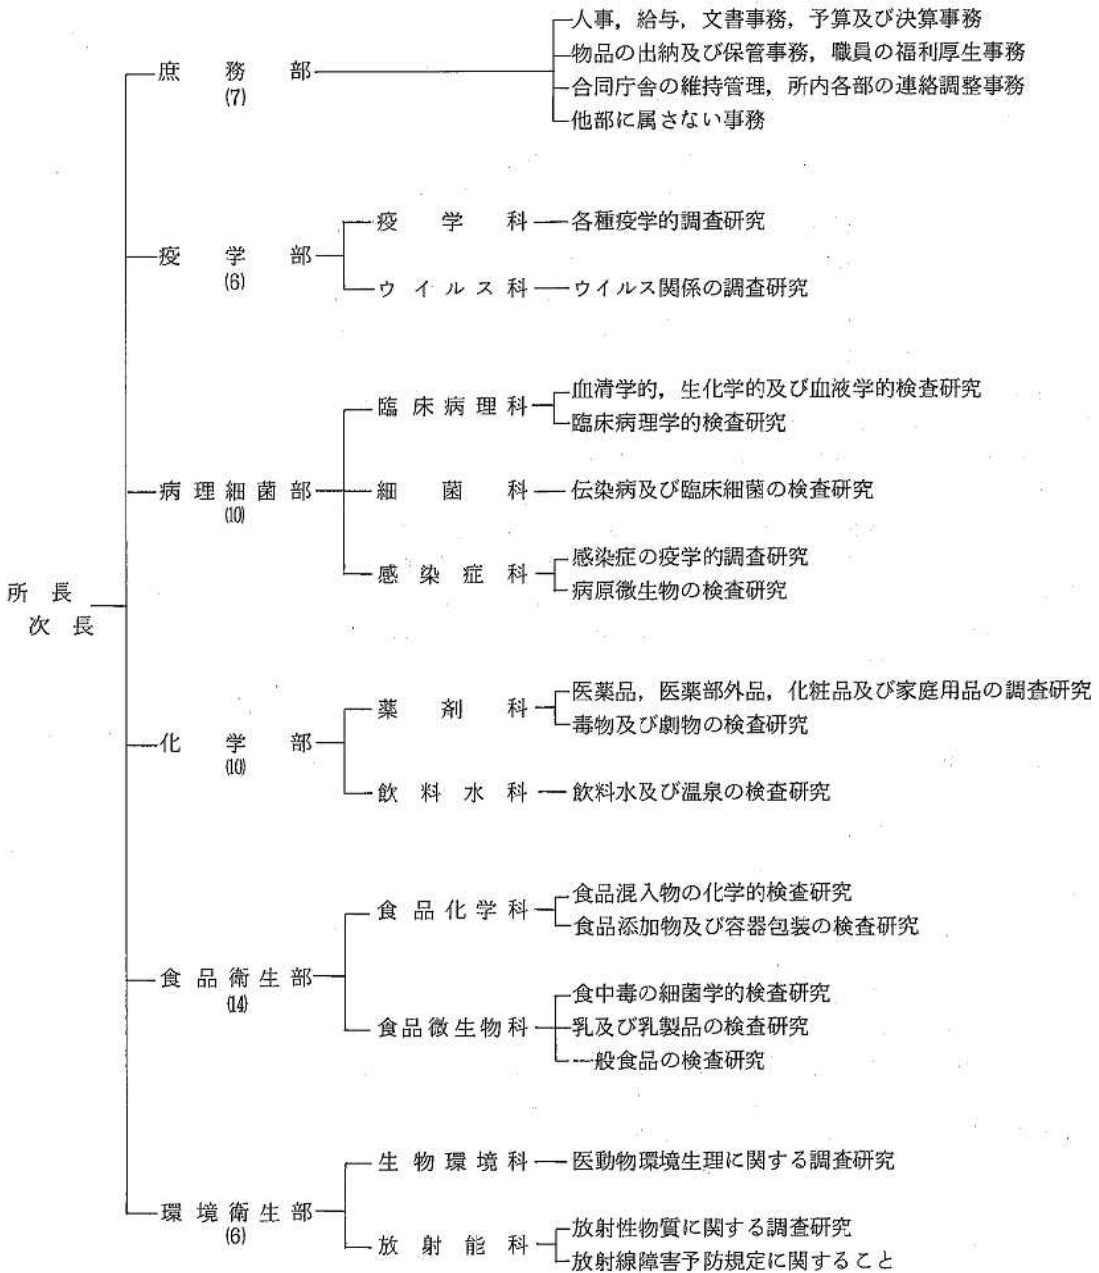 所長
次長
庶務部
(7)
人事，給与，文書事務，予算及び決算事務
物品の出納及び保管事務，職員の福利厚生事務
合同庁舎の維持管理，所内各部の連絡調整事務
他部に属さない事務
疫学部
(6)
疫学科
各種疫学的調査研究
ウイルス科
ウイルス関係の調査研究
病理細菌部
(10)
臨床病理科
血清学的，生化学的及び血液学的検査研究
臨床病理学的検査研究
細菌科
伝染病及び臨床細菌の検査研究
感染症科
感染症の疫学的調査研究
病原微生物の検査研究
化学部
(10)
薬剤科
医薬品，医薬部外品，化粧品及び家庭用品の調査研究
毒物及び劇物の検査研究
飲料水科
飲料水及び温泉の検査研究
食品衛生部
(14)
食品化学科
食品混入物の化学的検査研究
食品添加物及び容器包装の検査研究
食品微生物科
食中毒の細菌学的検査研究
乳及び乳製品の検査研究
一般食品の検査研究
環境衛生部
(6)
生物環境科
医動物環境生理に関する調査研究
放射能科
放射性物質に関する調査研究
放射線障害予防規定に関すること